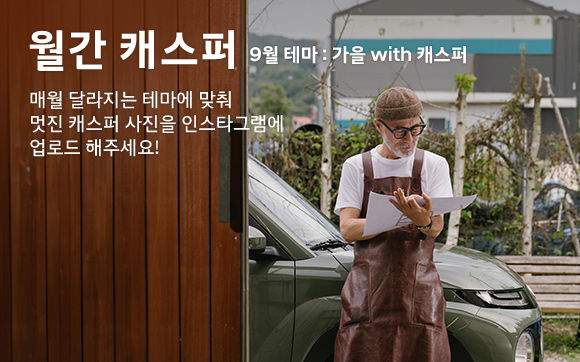 월간 캐스퍼 9월 테마 : 가을 with 캐스퍼
매월 달라지는 테마에 맞춰
멋진 캐스퍼 사진을 인스타그램에
업로드 해주세요!